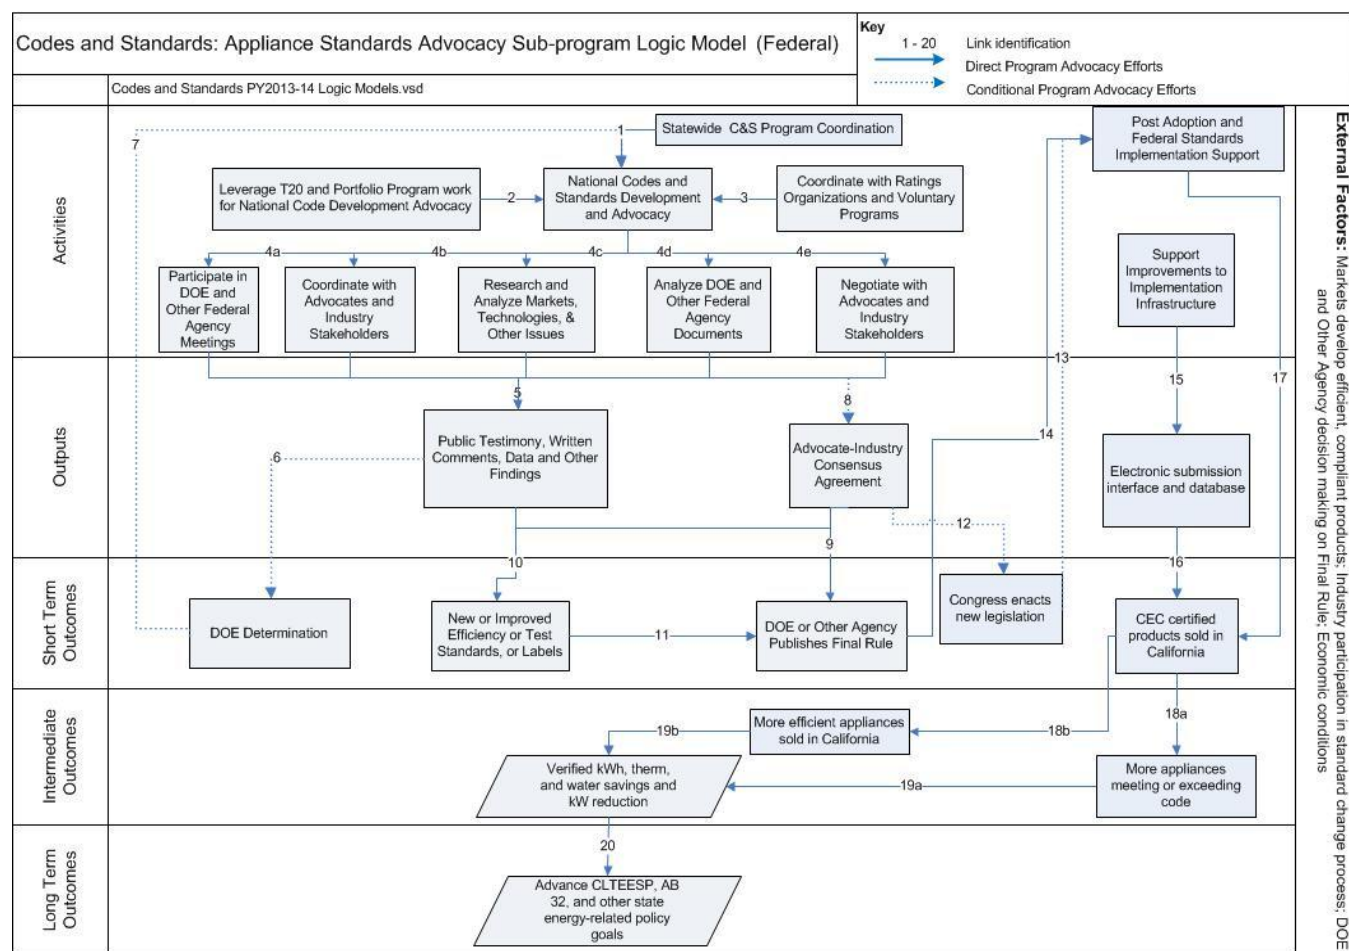 Codes and Standards: Appliance Standards Advocacy Sub-program Logic Model (Federal)
Key
1 - 20
Link identification
Direct Program Advocacy Efforts
Conditional Program Advocacy Efforts
Codes and Standards PY2013-14 Logic Models.vsd
Activities
7
1
Statewide C&S Program Coordination
Post Adoption and
Federal Standards
Implementation Support
Leverage T20 and Portfolio Program work
for National Code Development Advocacy
2
National Codes and
Standards Development
and Advocacy
3
Coordinate with Ratings
Organizations and Voluntary
Programs
4a
4b
4c
4d
4e
Participate in
DOE and
Other Federal
Agency
Meetings
Coordinate with
Advocates and
Industry
Stakeholders
Research and
Analyze Markets,
Technologies, &
Other Issues
Analyze DOE and
Other Federal
Agency
Documents
Negotiate with
Advocates and
Industry
Stakeholders
Support
Improvements to
Implementation
Infrastructure
13
15
17
Outputs
5
8
14
6
Public Testimony, Written
Comments, Data and Other
Findings
Advocate-Industry
Consensus
Agreement
Electronic submission
interface and database
12
9
10
16
Short Term
Outcomes
DOE Determination
New or Improved
Efficiency or Test
Standards, or Labels
11
DOE or Other Agency
Publishes Final Rule
Congress enacts
new legislation
CEC certified
products sold in
California
Intermediate
Outcomes
18a
18b
19b
More efficient appliances
sold in California
Verified kWh, therm,
and water savings and
kW reduction
19a
More appliances
meeting or exceeding
code
Long Term
Outcomes
20
Advance CLTEESP, AB
32, and other state
energy-related policy
goals
External Factors: Markets develop efficient, compliant products; Industry participation in standard change process; DOE
and Other Agency decision making on Final Rule; Economic conditions